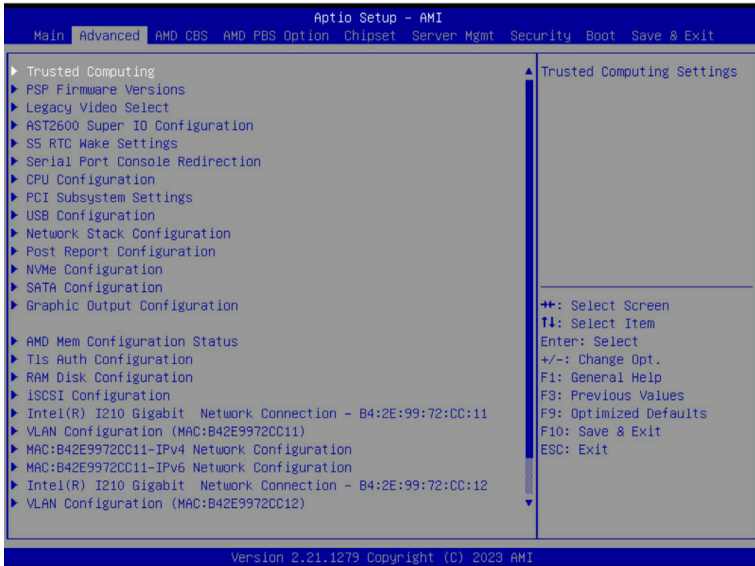 Aptio Setup - AMI
Main Advanced AMD CBS AMD PBS Option Chipset Server Mgmt Security Boot Save & Exit
Trusted Computing
PSP Firmware Versions
Legacy Video Select
AST2600 Super IO Configuration
S5 RTC Wake Settings
Serial Port Console Redirection
CPU Configuration
PCI Subsystem Settings
USB Configuration
Network Stack Configuration
Post Report Configuration
NVMe Configuration
SATA Configuration
Graphic Output Configuration
AMD Mem Configuration Status
Tls Auth Configuration
RAM Disk Configuration
iSCSI Configuration
Intel(R) I210 Gigabit  Network Connection - B4:2E:99:72:CC:11
VLAN Configuration (MAC:B42E9972CC11)
MAC:B42E9972CC11-IPv4 Network Configuration
MAC:B42E9972CC11-IPv6 Network Configuration
Intel(R) I210 Gigabit  Network Connection - B4:2E:99:72:CC:12
VLAN Configuration (MAC:B42E9972CC12)
Trusted Computing Settings
→←: Select Screen
↑↓: Select Item
Enter: Select
+/-: Change Opt.
F1: General Help
F3: Previous Values
F9: Optimized Defaults
F10: Save & Exit
ESC: Exit
Version 2.21.1279 Copyright (C) 2023 AMI